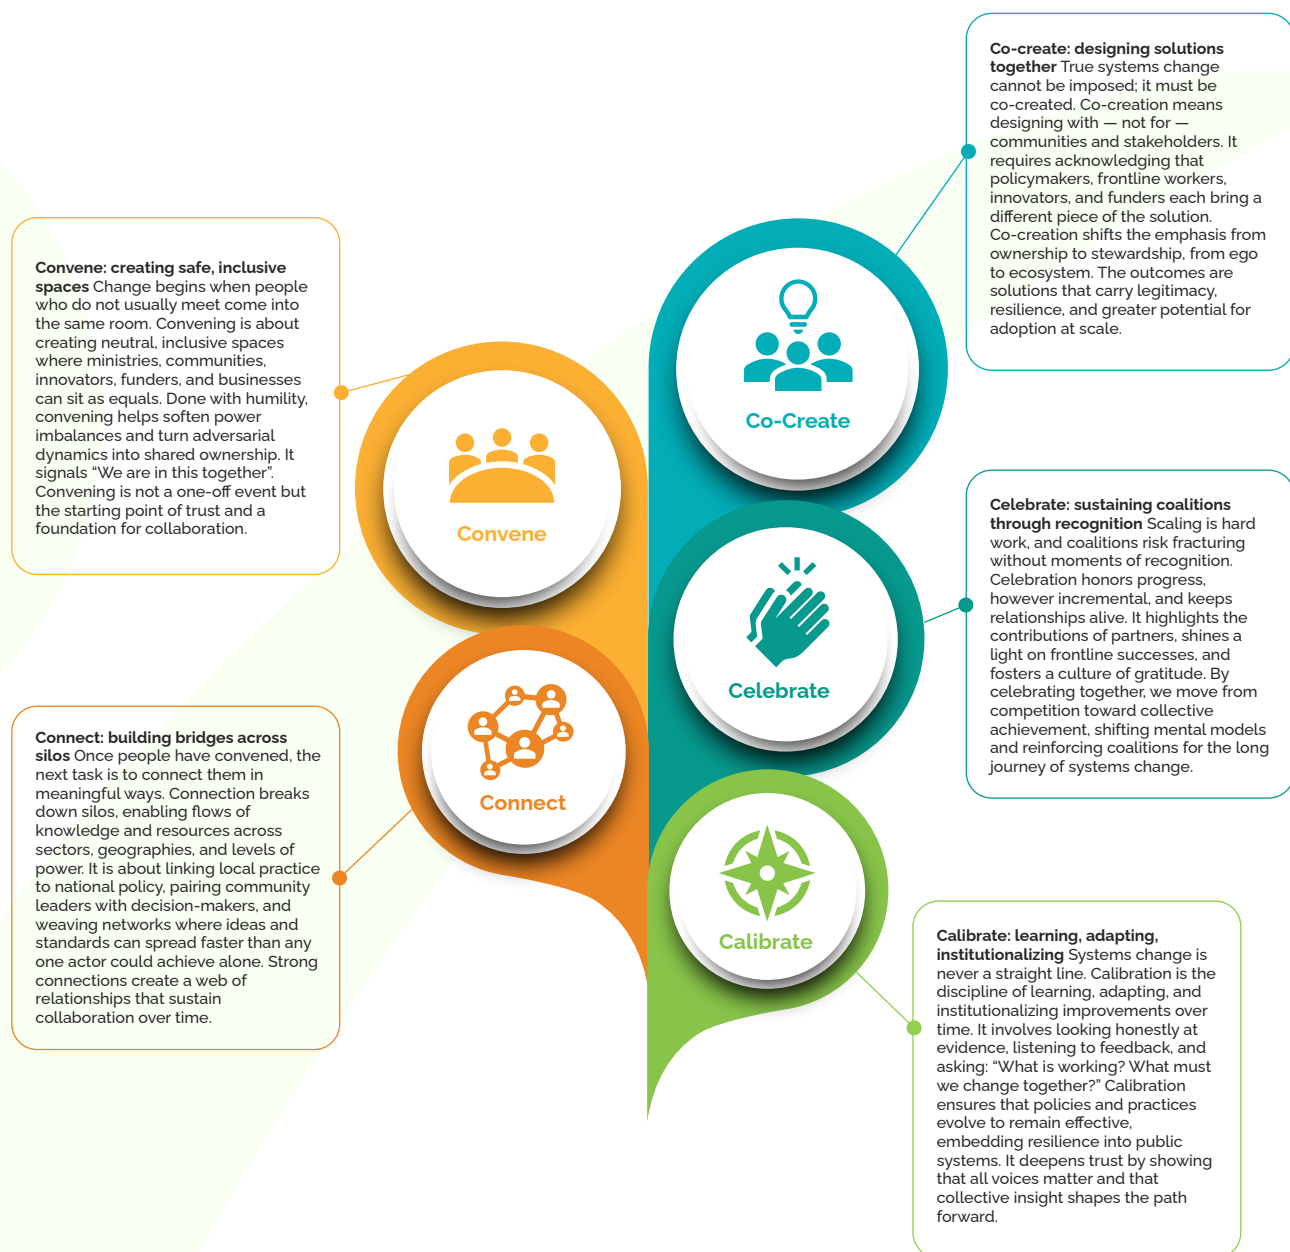 Convene: creating safe, inclusive
spaces Change begins when people
who do not usually meet come into
the same room. Convening is about
creating neutral, inclusive spaces
where ministries, communities,
innovators, funders, and businesses
can sit as equals. Done with humility,
convening helps soften power
imbalances and turn adversarial
dynamics into shared ownership. It
signals “We are in this together”.
Convening is not a one-off event but
the starting point of trust and a
foundation for collaboration.
Convene
Connect: building bridges across
silos Once people have convened, the
next task is to connect them in
meaningful ways. Connection breaks
down silos, enabling flows of
knowledge and resources across
sectors, geographies, and levels of
power. It is about linking local practice
to national policy, pairing community
leaders with decision-makers, and
weaving networks where ideas and
standards can spread faster than any
one actor could achieve alone. Strong
connections create a web of
relationships that sustain
collaboration over time.
Connect
Co-create: designing solutions
together True systems change
cannot be imposed; it must be
co-created. Co-creation means
designing with — not for —
communities and stakeholders. It
requires acknowledging that
policymakers, frontline workers,
innovators, and funders each bring a
different piece of the solution.
Co-creation shifts the emphasis from
ownership to stewardship, from ego
to ecosystem. The outcomes are
solutions that carry legitimacy,
resilience, and greater potential for
adoption at scale.
Co-Create
Celebrate: sustaining coalitions
through recognition Scaling is hard
work, and coalitions risk fracturing
without moments of recognition.
Celebration honors progress,
however incremental, and keeps
relationships alive. It highlights the
contributions of partners, shines a
light on frontline successes, and
fosters a culture of gratitude. By
celebrating together, we move from
competition toward collective
achievement, shifting mental models
and reinforcing coalitions for the long
journey of systems change.
Celebrate
Calibrate: learning, adapting,
institutionalizing Systems change is
never a straight line. Calibration is the
discipline of learning, adapting, and
institutionalizing improvements over
time. It involves looking honestly at
evidence, listening to feedback, and
asking: “What is working? What must
we change together?” Calibration
ensures that policies and practices
evolve to remain effective,
embedding resilience into public
systems. It deepens trust by showing
that all voices matter and that
collective insight shapes the path
forward.
Calibrate